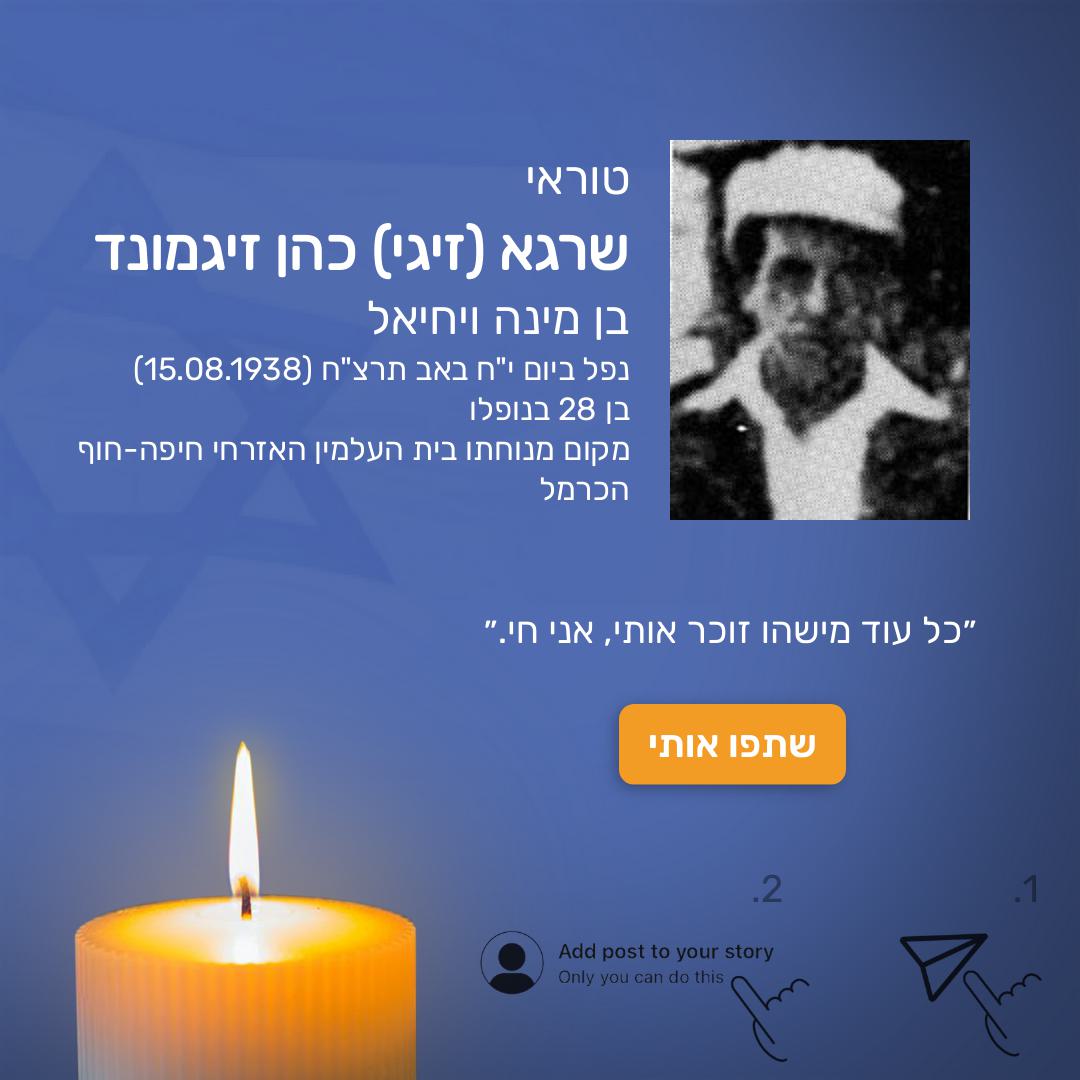 טוראי
שרגא (זיגי) כהן זיגמונד
בן מינה ויחיאל
נפל ביום י"ח באב תרצ"ח (15.08.1938)
בן 28 בנופלו
מקום מנוחתו בית העלמין האזרחי חיפה-חוף
הכרמל
״כל עוד מישהו זוכר אותי, אני חי.״
שתפו אותי
1.
2.
Add post to your story
Only you can do this